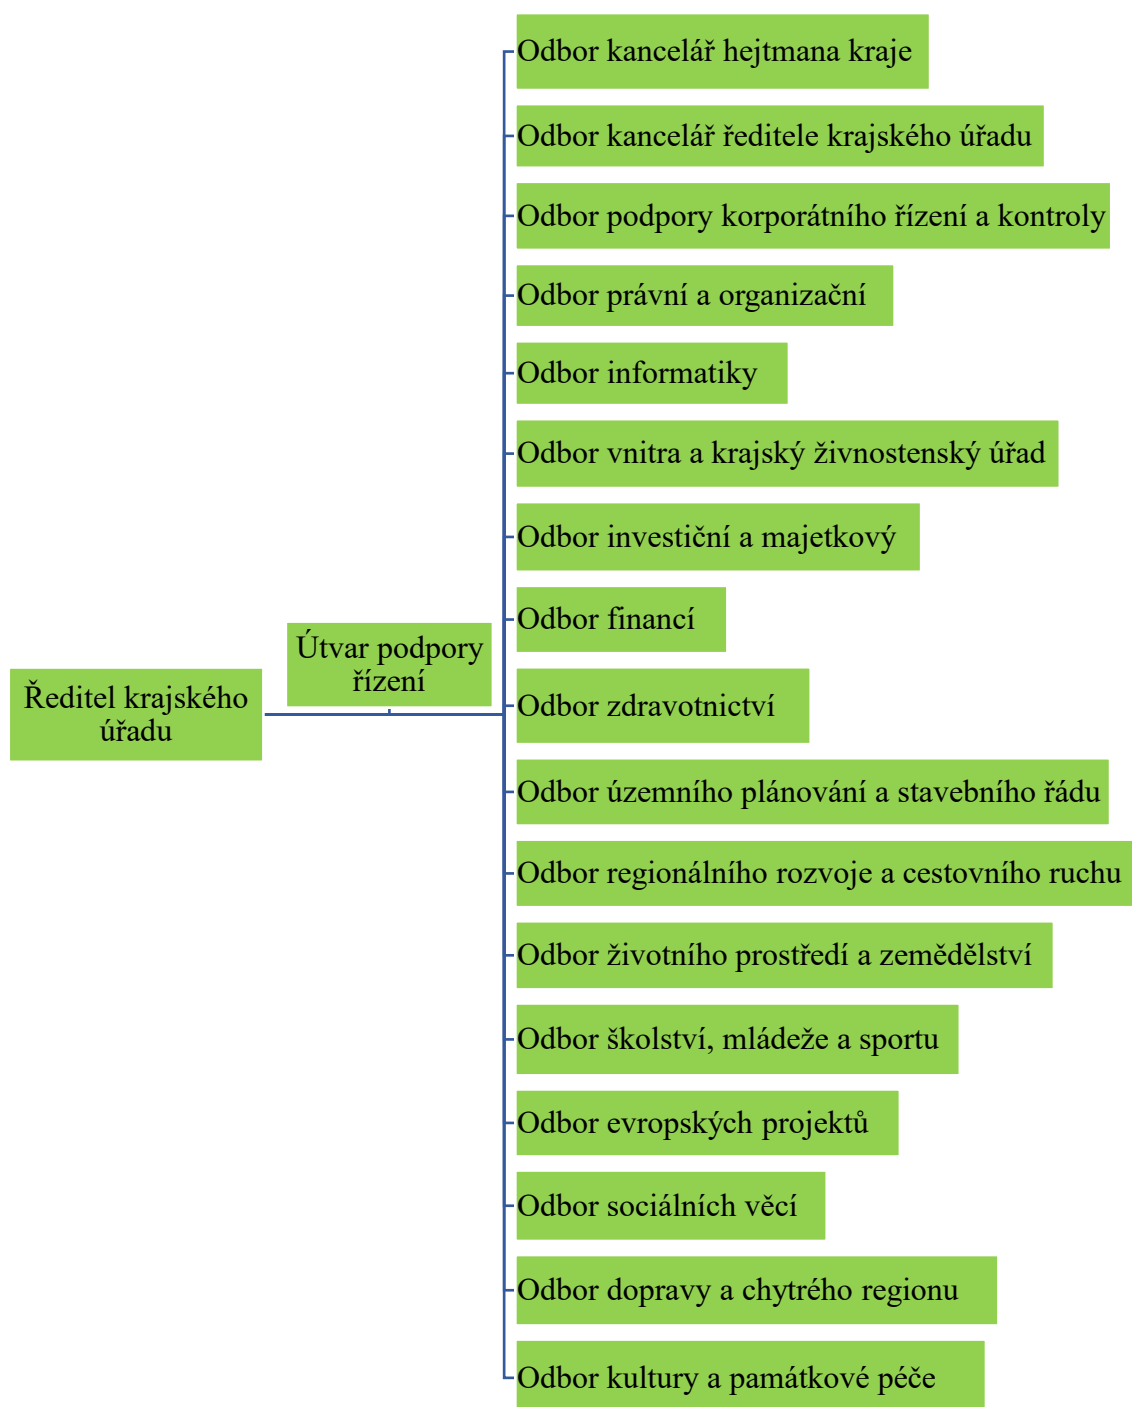 Ředitel krajského
úřadu
Útvar podpory
řízení
Odbor kancelář hejtmana kraje
Odbor kancelář ředitele krajského úřadu
Odbor podpory korporátního řízení a kontroly
Odbor právní a organizační
Odbor informatiky
Odbor vnitra a krajský živnostenský úřad
Odbor investiční a majetkový
Odbor financí
Odbor zdravotnictví
Odbor územního plánování a stavebního řádu
Odbor regionálního rozvoje a cestovního ruchu
Odbor životního prostředí a zemědělství
Odbor školství, mládeže a sportu
Odbor evropských projektů
Odbor sociálních věcí
Odbor dopravy a chytrého regionu
Odbor kultury a památkové péče